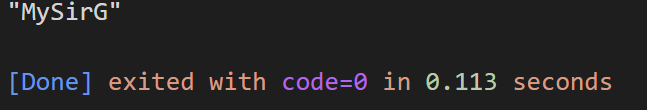 "MySirG"
[Done] exited with code=0 in 0.113 seconds